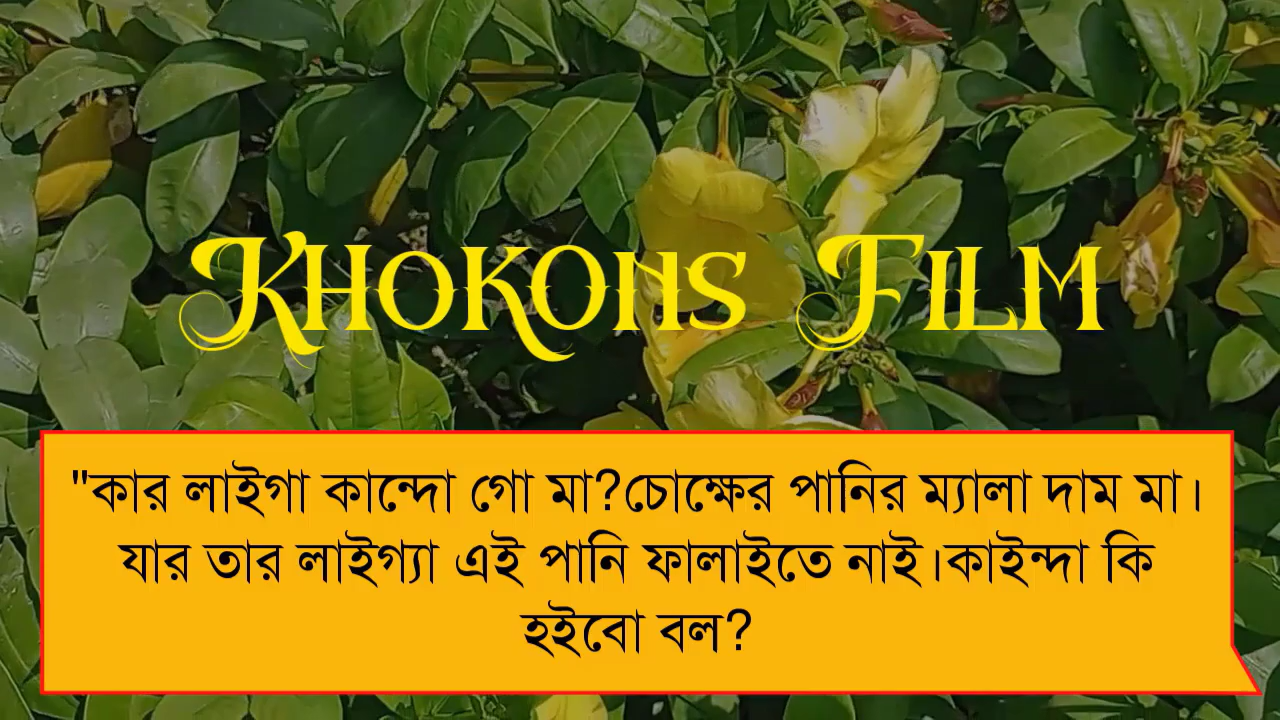 KHOKONS FILM
"কার লাইগা কান্দো গো মা?চোক্ষের পানির ম্যালা দাম মা।
যার তার লাইগ্যা এই পানি ফালাইতে নাই।কাইন্দা কি
হইবো বল?